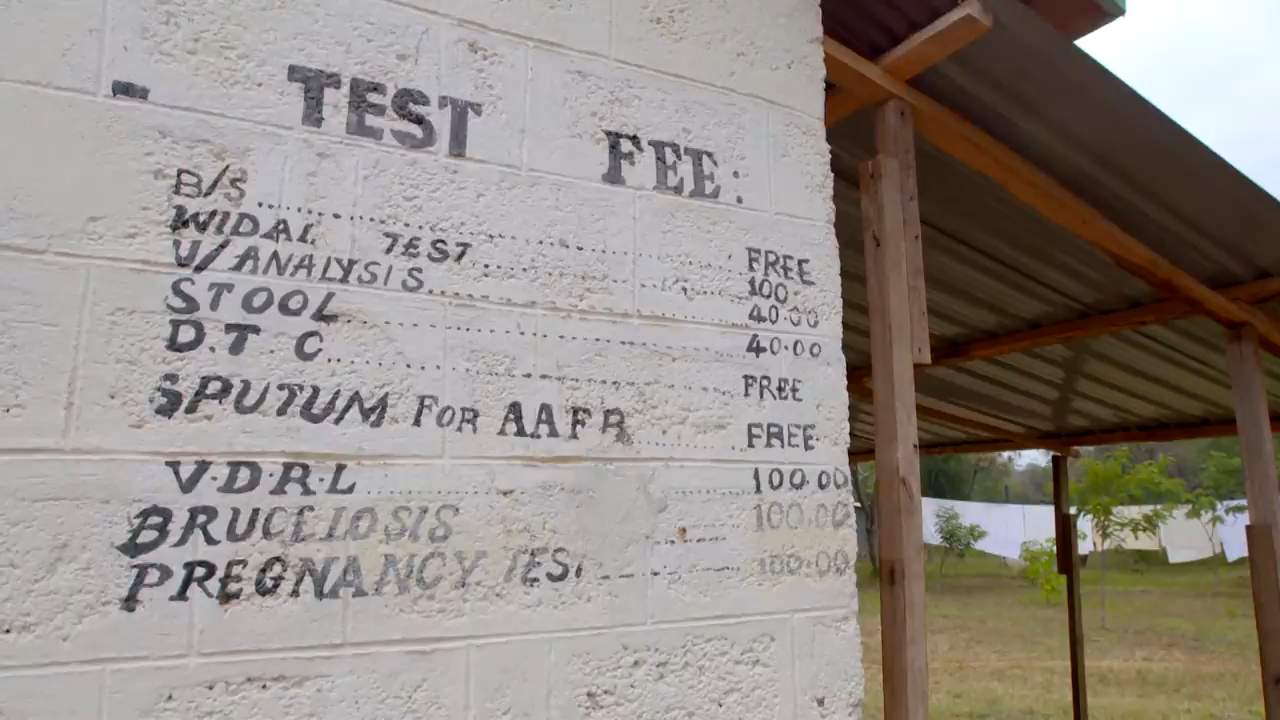 - TEST FEE:
B/S FREE
WIDAL TEST 100
U/ANALYSIS 40.00
STOOL 40.00
D.T C FREE
SPUTUM FOR AAFB FREE
V.D.R.L 100.00
BRUCELLOSIS 100.00
PREGNANCY TEST 100.00